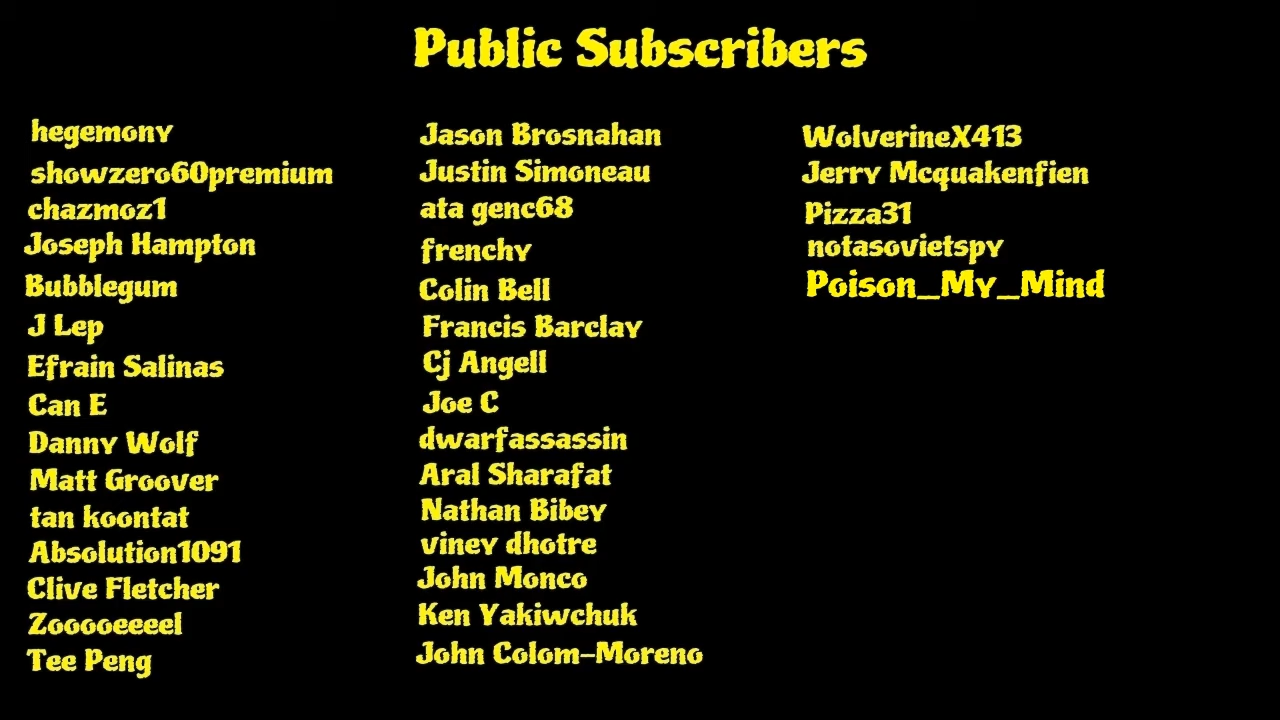 Public Subscribers
hegemony
showzero60premium
chazmoz1
Joseph Hampton
Bubblegum
J Lep
Efrain Salinas
Can E
Danny Wolf
Matt Groover
tan koontat
Absolution1091
Clive Fletcher
Zooooeeeel
Tee Peng
Jason Brosnahan
Justin Simoneau
ata genc68
frenchy
Colin Bell
Francis Barclay
Cj Angell
Joe C
dwarfassassin
Aral Sharafat
Nathan Bibey
viney dhotre
John Monco
Ken Yakiwchuk
John Colom-Moreno
WolverineX413
Jerry Mcquakenfien
Pizza31
notasovietspy
Poison_My_Mind